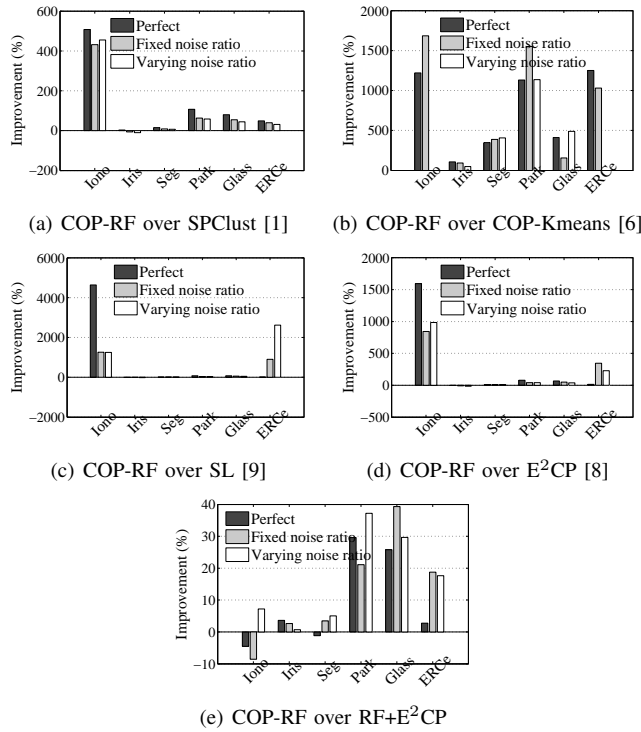 600
400
200
0
−200
Improvement (%)
Perfect
Fixed noise ratio
Varying noise ratio
Iono
Iris
Seg
Park
Glass
ERCe
(a) COP-RF over SPClust [1]
2000
1500
1000
500
0
Improvement (%)
Perfect
Fixed noise ratio
Varying noise ratio
Iono
Iris
Seg
Park
Glass
ERCe
(b) COP-RF over COP-Kmeans [6]
6000
4000
2000
0
−2000
Improvement (%)
Perfect
Fixed noise ratio
Varying noise ratio
Iono
Iris
Seg
Park
Glass
ERCe
(c) COP-RF over SL [9]
2000
1500
1000
500
0
−500
Improvement (%)
Perfect
Fixed noise ratio
Varying noise ratio
Iono
Iris
Seg
Park
Glass
ERCe
(d) COP-RF over E²CP [8]
40
30
20
10
0
−10
Improvement (%)
Perfect
Fixed noise ratio
Varying noise ratio
Iono
Iris
Seg
Park
Glass
ERCe
(e) COP-RF over RF+E²CP